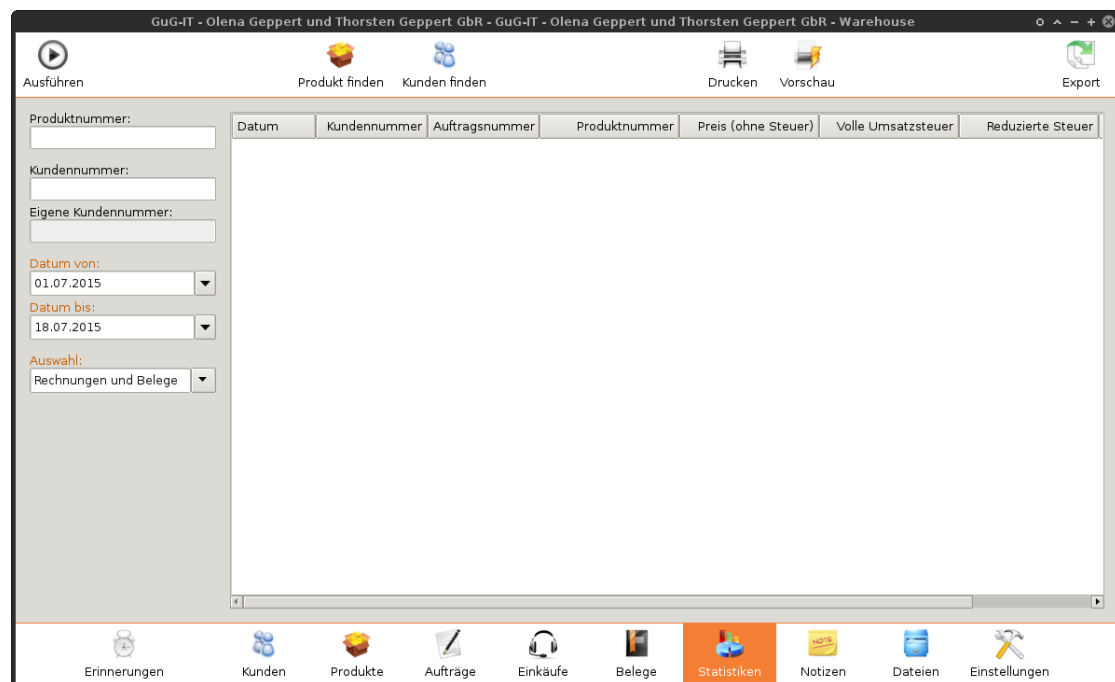 GuG-IT - Olena Geppert und Thorsten Geppert GbR - GuG-IT - Olena Geppert und Thorsten Geppert GbR - Warehouse
Ausführen Produkt finden Kunden finden Drucken Vorschau Export
Produktnummer:
Kundennummer:
Eigene Kundennummer:
Datum von:
01.07.2015
Datum bis:
18.07.2015
Auswahl:
Rechnungen und Belege
Datum Kundennummer Auftragsnummer Produktnummer Preis (ohne Steuer) Volle Umsatzsteuer Reduzierte Steuer
NOTE
Erinnerungen Kunden Produkte Aufträge Einkäufe Belege Statistiken Notizen Dateien Einstellungen